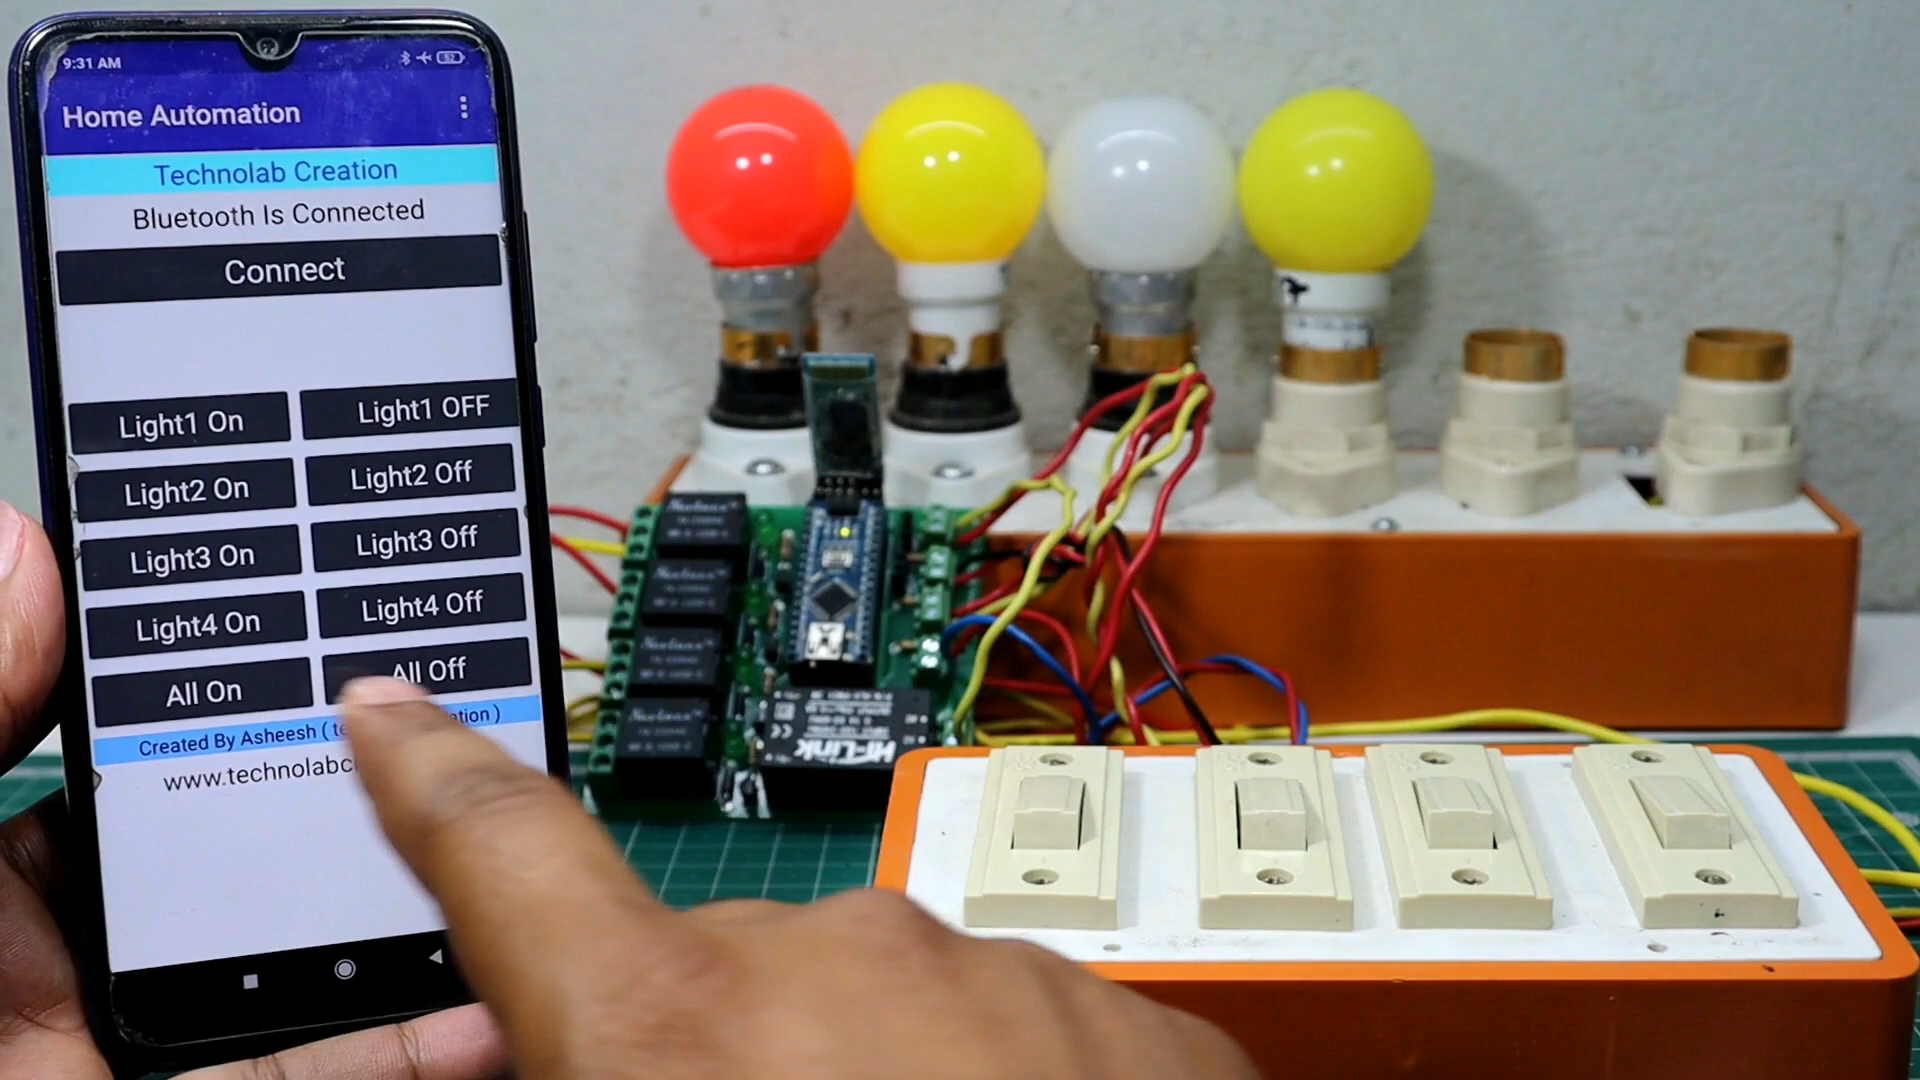 9:31 AM
52
Home Automation
Technolab Creation
Bluetooth Is Connected
Connect
Light1 On
Light1 OFF
Light2 On
Light2 Off
Light3 On
Light3 Off
Light4 On
Light4 Off
All On
All Off
Created By Asheesh ( te ation )
www.technolabc
HI-Link